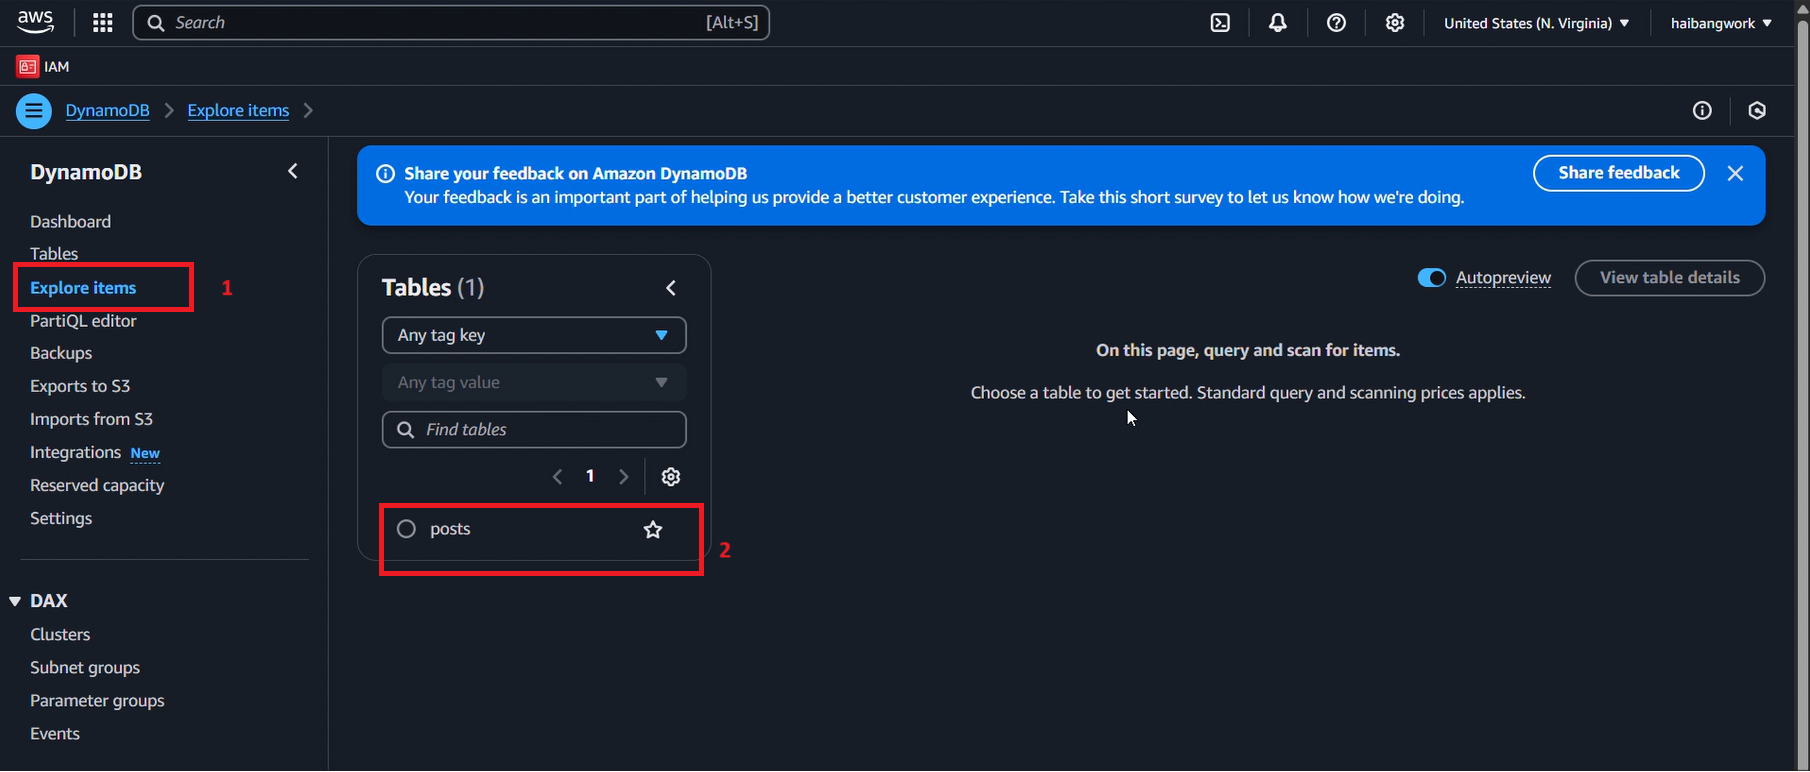 aws
Search [Alt+S]
United States (N. Virginia)
haibangwork
IAM
DynamoDB
Explore items
DynamoDB
Dashboard
Tables
Explore items
1
PartiQL editor
Backups
Exports to S3
Imports from S3
Integrations New
Reserved capacity
Settings
DAX
Clusters
Subnet groups
Parameter groups
Events
Share your feedback on Amazon DynamoDB
Your feedback is an important part of helping us provide a better customer experience. Take this short survey to let us know how we're doing.
Share feedback
Tables (1)
Any tag key
Any tag value
Find tables
1
posts
2
Autopreview
View table details
On this page, query and scan for items.
Choose a table to get started. Standard query and scanning prices applies.